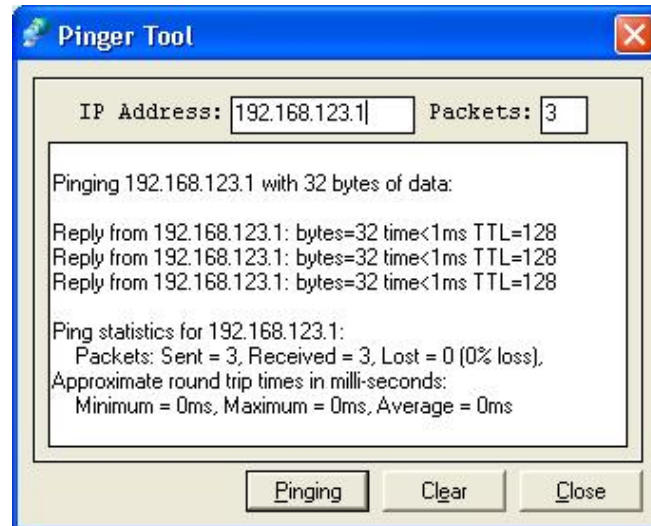 Pinger Tool
IP Address: 192.168.123.1 Packets: 3
Pinging 192.168.123.1 with 32 bytes of data:
Reply from 192.168.123.1: bytes=32 time<1ms TTL=128
Reply from 192.168.123.1: bytes=32 time<1ms TTL=128
Reply from 192.168.123.1: bytes=32 time<1ms TTL=128
Ping statistics for 192.168.123.1:
Packets: Sent = 3, Received = 3, Lost = 0 (0% loss),
Approximate round trip times in milli-seconds:
Minimum = 0ms, Maximum = 0ms, Average = 0ms
Pinging Clear Close